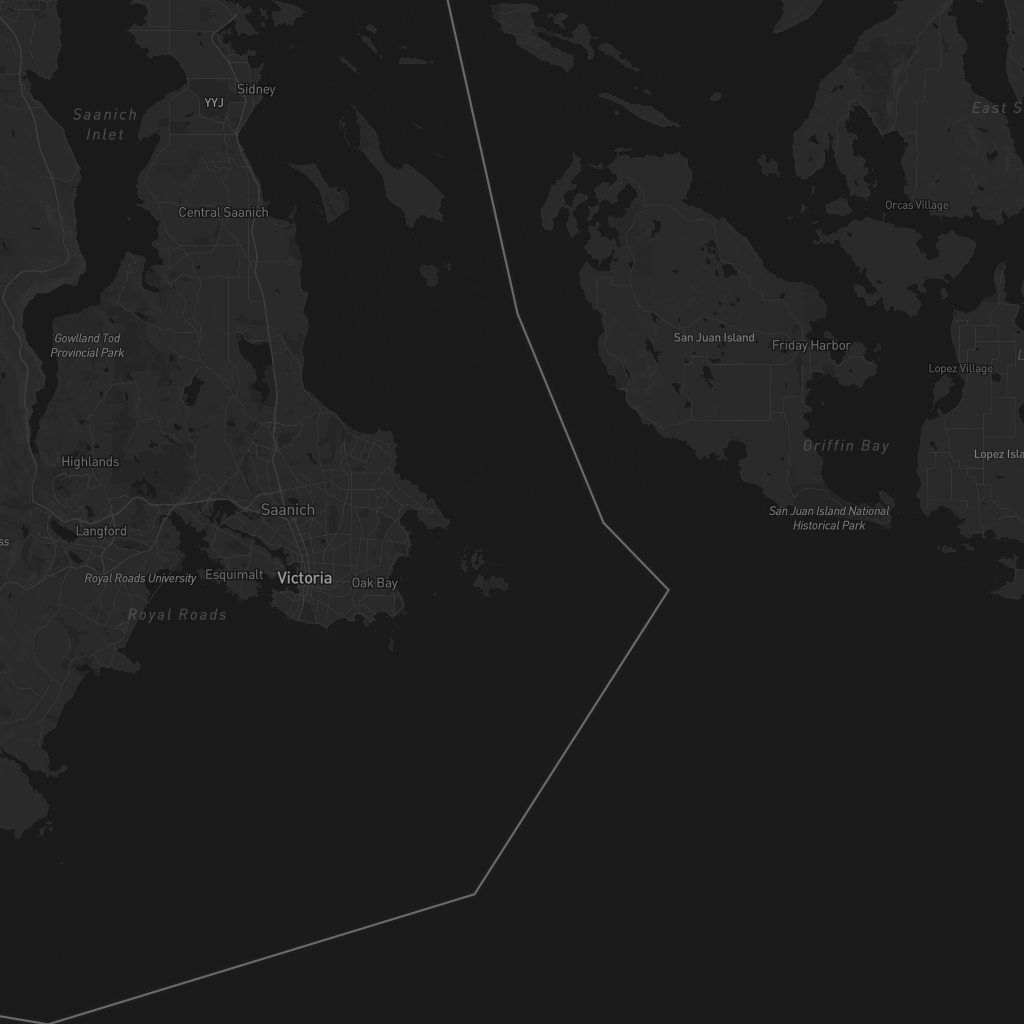 Sidney
YYJ
Saanich
Inlet
East S
Central Saanich
Orcas Village
Gowlland Tod
Provincial Park
San Juan Island
Friday Harbor
Lopez Village
L
Griffin Bay
Highlands
Lopez Isla
Saanich
San Juan Island National
Historical Park
Langford
ss
Royal Roads University
Esquimalt
Victoria
Oak Bay
Royal Roads